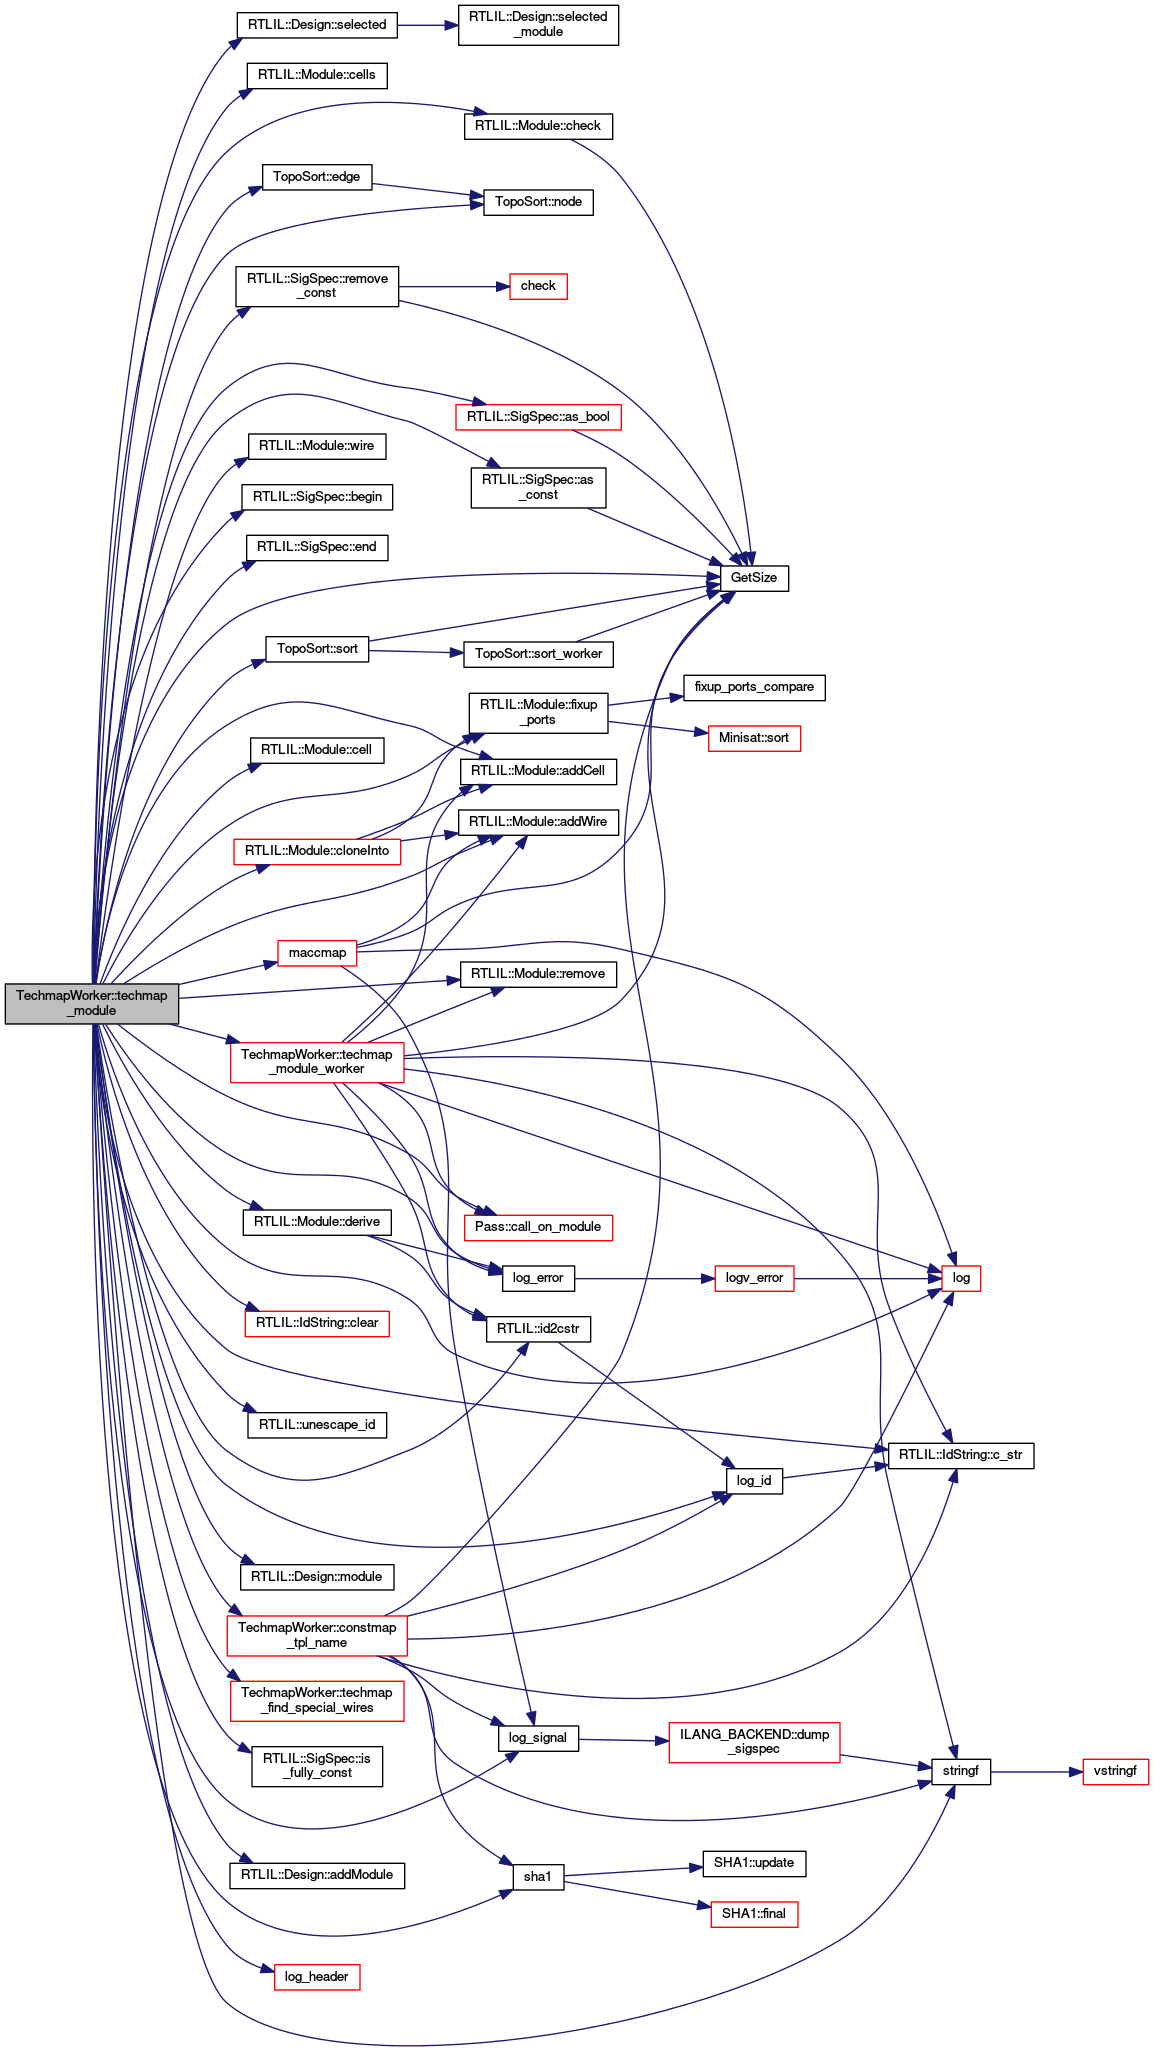 RTLIL::Design::selected
RTLIL::Design::selected
_module
RTLIL::Module::cells
RTLIL::Module::check
TopoSort::edge
TopoSort::node
RTLIL::SigSpec::remove
_const
check
RTLIL::SigSpec::as_bool
RTLIL::Module::wire
RTLIL::SigSpec::as
_const
RTLIL::SigSpec::begin
RTLIL::SigSpec::end
GetSize
TopoSort::sort
TopoSort::sort_worker
fixup_ports_compare
RTLIL::Module::fixup
_ports
Minisat::sort
RTLIL::Module::cell
RTLIL::Module::addCell
RTLIL::Module::addWire
RTLIL::Module::cloneInto
maccmap
RTLIL::Module::remove
TechmapWorker::techmap
_module
TechmapWorker::techmap
_module_worker
RTLIL::Module::derive
Pass::call_on_module
log_error
logv_error
log
RTLIL::IdString::clear
RTLIL::id2cstr
RTLIL::unescape_id
RTLIL::IdString::c_str
log_id
RTLIL::Design::module
TechmapWorker::constmap
_tpl_name
TechmapWorker::techmap
_find_special_wires
log_signal
ILANG_BACKEND::dump
_sigspec
RTLIL::SigSpec::is
_fully_const
stringf
vstringf
RTLIL::Design::addModule
sha1
SHA1::update
SHA1::final
log_header